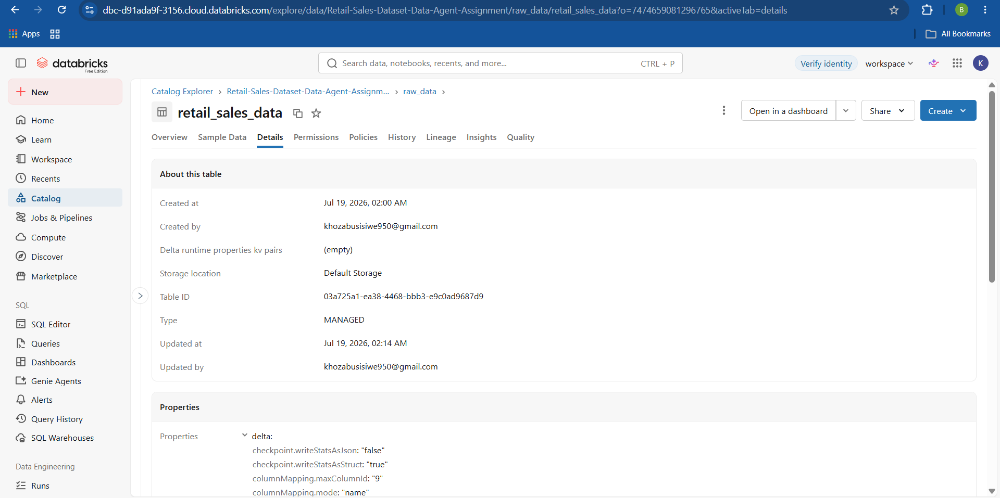 dbc-d91ada9f-3156.cloud.databricks.com/explore/data/Retail-Sales-Dataset-Data-Agent-Assignment/raw_data/retail_sales_data?o=7474659081296765&activeTab=details
B
Apps
All Bookmarks
databricks
Free Edition
Search data, notebooks, recents, and more...
CTRL + P
Verify identity
workspace
K
New
Home
Learn
Workspace
Recents
Catalog
Jobs & Pipelines
Compute
Discover
Marketplace
SQL
SQL Editor
Queries
Dashboards
Genie Agents
Alerts
Query History
SQL Warehouses
Data Engineering
Runs
Catalog Explorer › Retail-Sales-Dataset-Data-Agent-Assignm... › raw_data ›
retail_sales_data
Open in a dashboard
Share
Create
Overview Sample Data Details Permissions Policies History Lineage Insights Quality
About this table
Created at Jul 19, 2026, 02:00 AM
Created by khozabusisiwe950@gmail.com
Delta runtime properties kv pairs (empty)
Storage location Default Storage
Table ID 03a725a1-ea38-4468-bbb3-e9c0ad9687d9
Type MANAGED
Updated at Jul 19, 2026, 02:14 AM
Updated by khozabusisiwe950@gmail.com
Properties
Properties delta:
checkpoint.writeStatsAsJson: "false"
checkpoint.writeStatsAsStruct: "true"
columnMapping.maxColumnId: "9"
columnMapping.mode: "name"